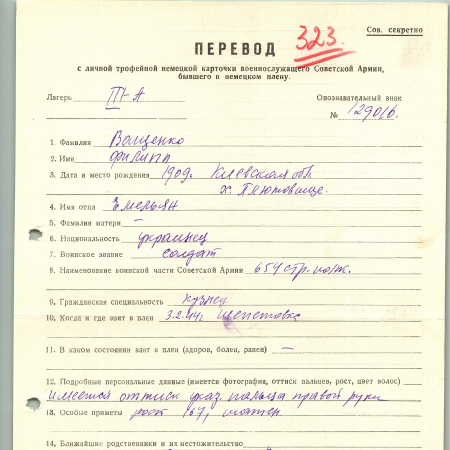 Сов. секретно
323.
ПЕРЕВОД
с личной трофейной немецкой карточки военнослужащего Советской Армии,
бывшего в немецком плену.
Лагерь III-А
Опознавательный знак
№ 129016.
1. Фамилия Ващенко
2. Имя Филипп
3. Дата и место рождения 1909. Киевская обл.
х.
4. Имя отца Емельян
5. Фамилия матери —
6. Национальность украинец
7. Воинское звание солдат
8. Наименование воинской части Советской Армии 654 стр. полк.
9. Гражданская специальность кузнец
10. Когда и где взят в плен 3.2.44, Шепетовка
11. В каком состоянии взят в плен (здоров, болен, ранен) —
12. Подробные персональные данные (имеется фотография, оттиск пальцев, рост, цвет волос)
имеется оттиск указ. пальца правой руки
13. Особые приметы рост 167, шатен.
14. Ближайшие родственники и их местожительство